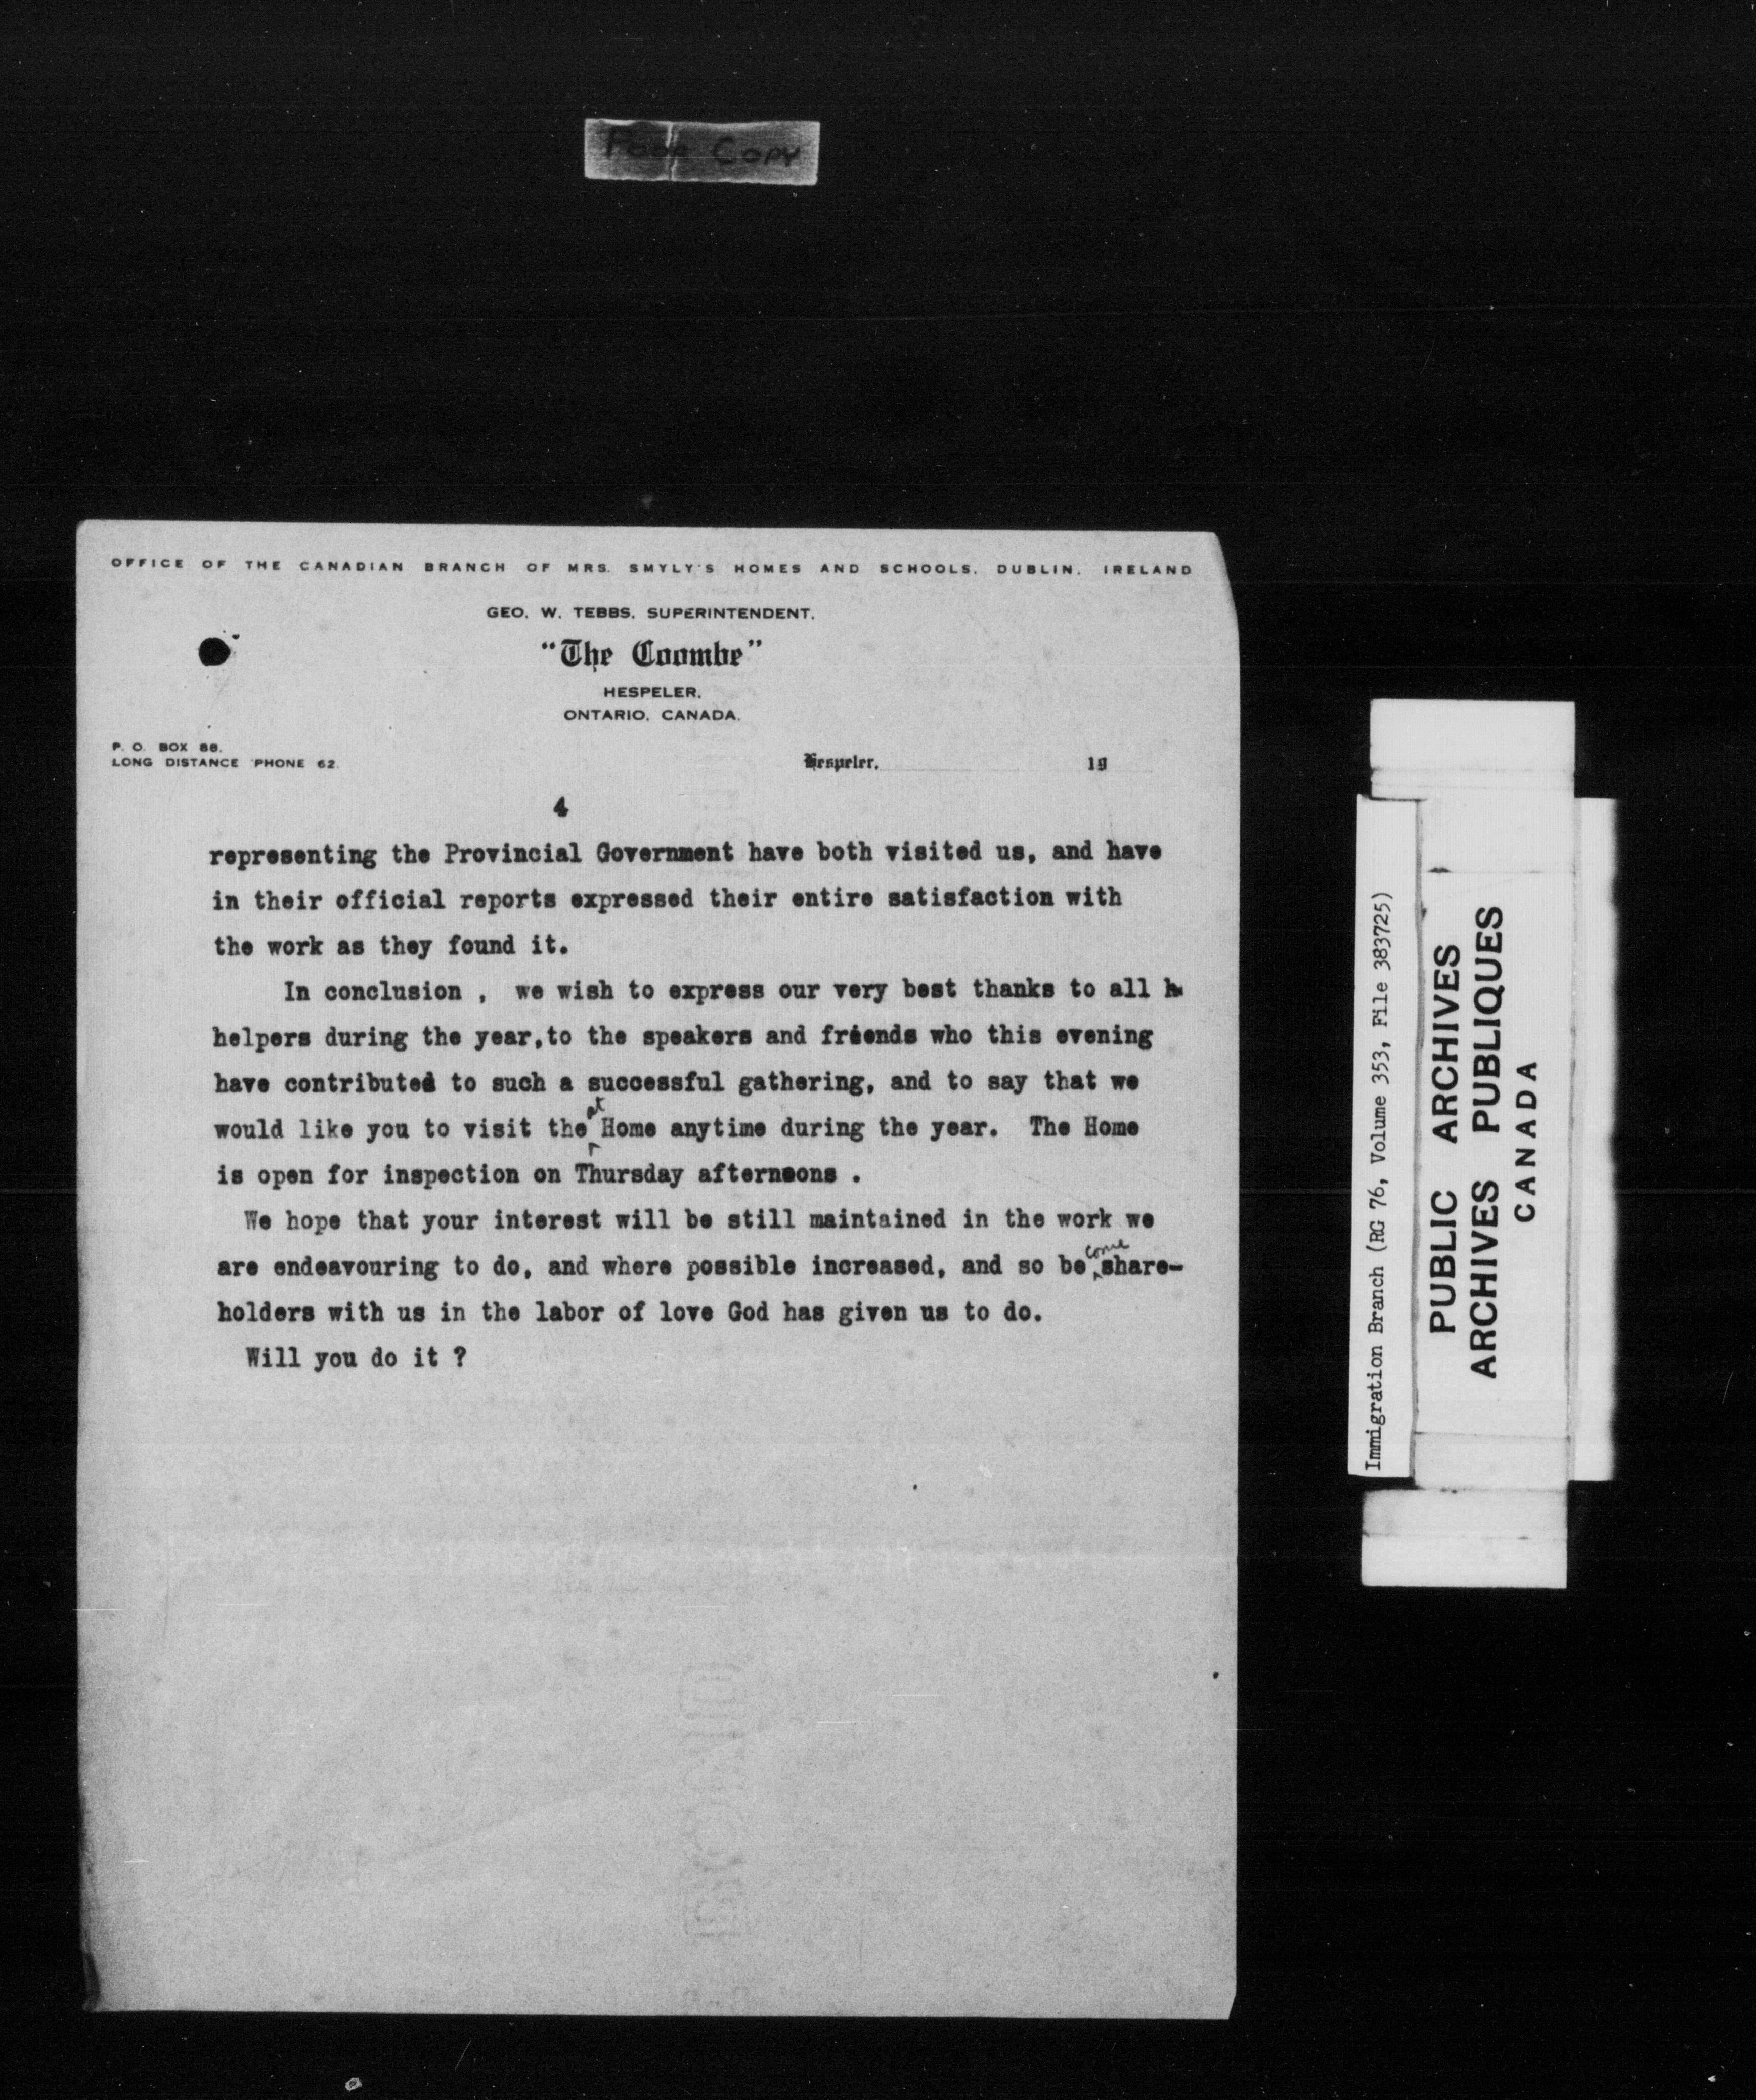 Poor Copy
OFFICE OF THE CANADIAN BRANCH OF MRS. SMYLY'S HOMES AND SCHOOLS, DUBLIN, IRELAND
GEO. W. TEBBS, SUPERINTENDENT.
"The Coombe"
HESPELER,
ONTARIO, CANADA.
P. O. BOX 88.
LONG DISTANCE 'PHONE 62.
Hespeler, 19
4
representing the Provincial Government have both visited us, and have
in their official reports expressed their entire satisfaction with
the work as they found it.
In conclusion , we wish to express our very best thanks to all h
helpers during the year,to the speakers and friends who this evening
have contributed to such a successful gathering, and to say that we
would like you to visit the at Home anytime during the year. The Home
is open for inspection on Thursday afternoons .
We hope that your interest will be still maintained in the work we
are endeavouring to do, and where possible increased, and so be come share-
holders with us in the labor of love God has given us to do.
Will you do it ?
Immigration Branch (RG 76, Volume 353, File 383725)
PUBLIC ARCHIVES
ARCHIVES PUBLIQUES
CANADA